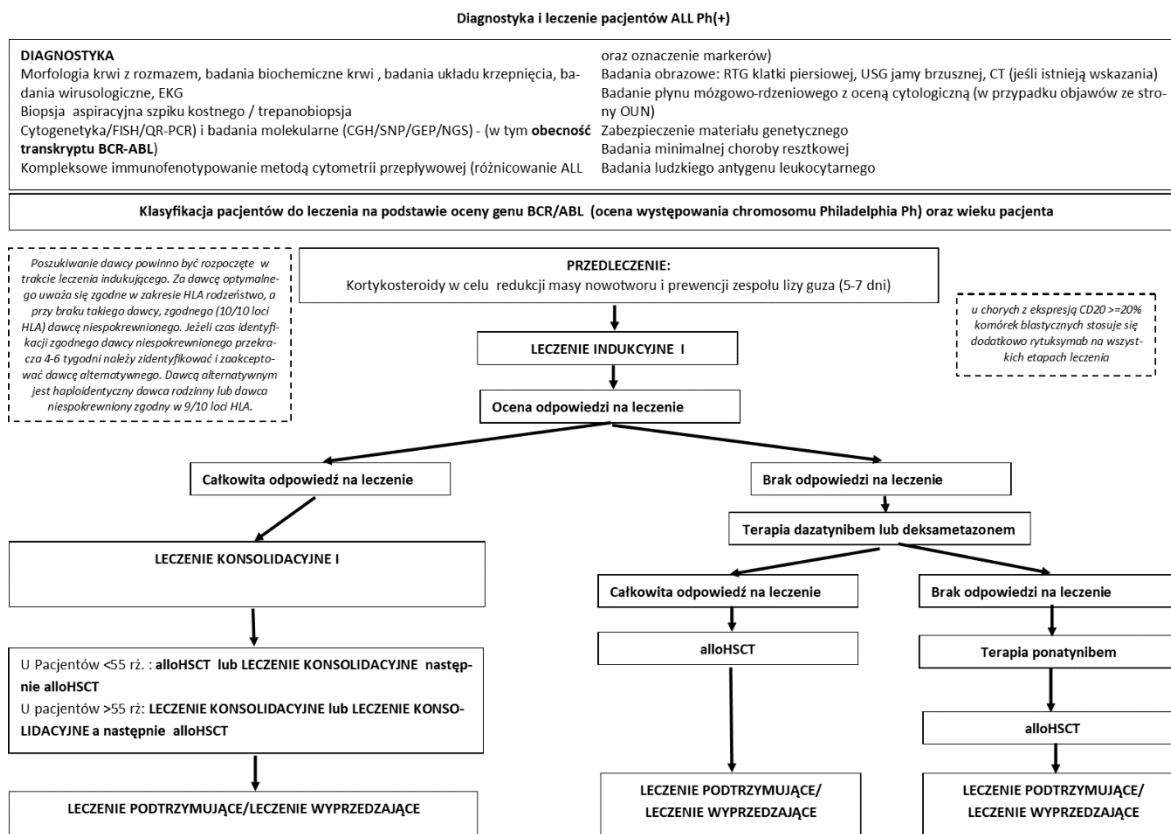 Diagnostyka i leczenie pacjentów ALL Ph(+)
DIAGNOSTYKA
Morfologia krwi z rozmazem, badania biochemiczne krwi , badania układu krzepnięcia, ba-
dania wirusologiczne, EKG
Biopsja aspiracyjna szpiku kostnego / trepanobiopsja
Cytogenetyka/FISH/QR-PCR) i badania molekularne (CGH/SNP/GEP/NGS) - (w tym obecność
transkryptu BCR-ABL)
Kompleksowe immunofenotypowanie metodą cytometrii przepływowej (różnicowanie ALL
oraz oznaczenie markerów)
Badania obrazowe: RTG klatki piersiowej, USG jamy brzusznej, CT (jeśli istnieją wskazania)
Badanie płynu mózgowo-rdzeniowego z oceną cytologiczną (w przypadku objawów ze stro-
ny OUN)
Zabezpieczenie materiału genetycznego
Badania minimalnej choroby resztkowej
Badania ludzkiego antygenu leukocytarnego
Klasyfikacja pacjentów do leczenia na podstawie oceny genu BCR/ABL (ocena występowania chromosomu Philadelphia Ph) oraz wieku pacjenta
Poszukiwanie dawcy powinno być rozpoczęte w
trakcie leczenia indukującego. Za dawcę optymalne-
go uważa się zgodne w zakresie HLA rodzeństwo, a
przy braku takiego dawcy, zgodnego (10/10 loci
HLA) dawcę niespokrewnionego. Jeżeli czas identyfi-
kacji zgodnego dawcy niespokrewnionego przekra-
cza 4-6 tygodni należy zidentyfikować i zaakcepto-
wać dawcę alternatywnego. Dawcą alternatywnym
jest haploidentyczny dawca rodzinny lub dawca
niespokrewniony zgodny w 9/10 loci HLA.
PRZEDLECZENIE:
Kortykosteroidy w celu redukcji masy nowotworu i prewencji zespołu lizy guza (5-7 dni)
u chorych z ekspresją CD20 >=20%
komórek blastycznych stosuje się
dodatkowo rytuksymab na wszyst-
kich etapach leczenia
LECZENIE INDUKCYJNE I
Ocena odpowiedzi na leczenie
Całkowita odpowiedź na leczenie
Brak odpowiedzi na leczenie
Terapia dazatynibem lub deksametazonem
LECZENIE KONSOLIDACYJNE I
Całkowita odpowiedź na leczenie
Brak odpowiedzi na leczenie
alloHSCT
Terapia ponatynibem
U Pacjentów <55 rż. : alloHSCT lub LECZENIE KONSOLIDACYJNE następ-
nie alloHSCT
U pacjentów >55 rż: LECZENIE KONSOLIDACYJNE lub LECZENIE KONSO-
LIDACYJNE a następnie alloHSCT
alloHSCT
LECZENIE PODTRZYMUJĄCE/LECZENIE WYPRZEDZAJĄCE
LECZENIE PODTRZYMUJĄCE/
LECZENIE WYPRZEDZAJĄCE
LECZENIE PODTRZYMUJĄCE/
LECZENIE WYPRZEDZAJĄCE